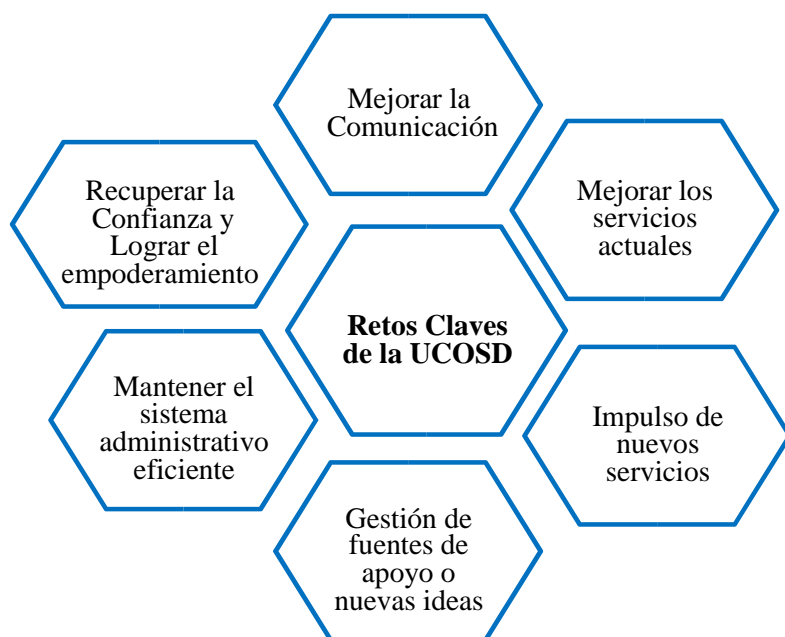 Mejorar la
Comunicación
Recuperar la
Confianza y
Lograr el
empoderamiento
Mejorar los
servicios
actuales
Retos Claves
de la UCOSD
Mantener el
sistema
administrativo
eficiente
Impulso de
nuevos
servicios
Gestión de
fuentes de
apoyo o
nuevas ideas